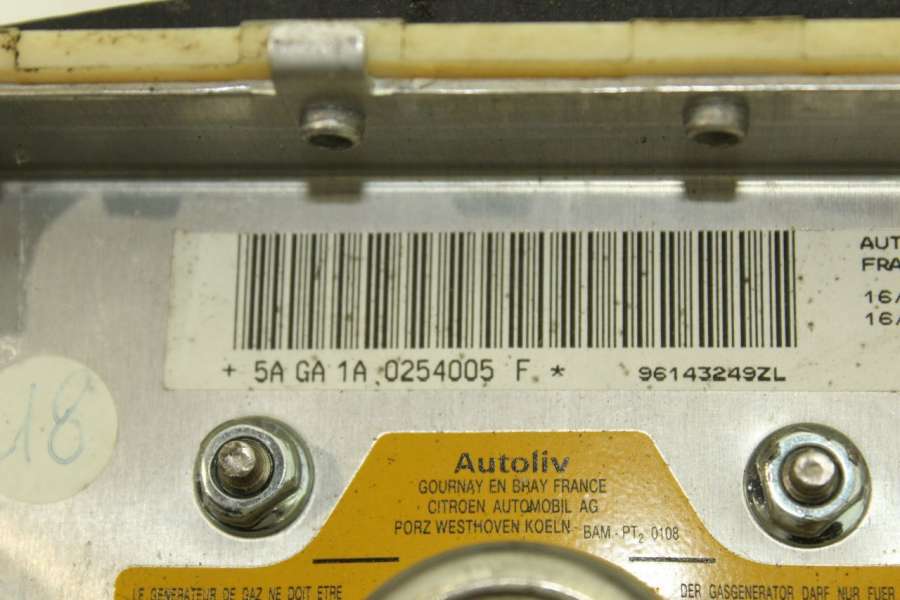 AUT
FRA
16/
16/
+ 5A GA 1A 0254005 F *
96143249ZL
18
Autoliv
GOURNAY EN BHAY FRANCE
CITROEN AUTOMOBIL AG
PORZ WESTHOVEN KOELN
BAM - PT2 0108
LE GENERATEUR DE GAZ NE DOIT ETRE
DER GASGENERATOR DARF NUR FUER